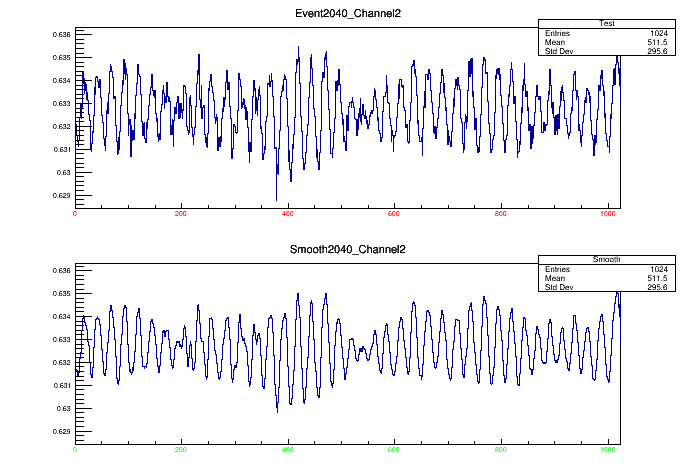 Event2040_Channel2
Test
Entries 1024
Mean 511.5
Std Dev 295.6
0.636
0.635
0.634
0.633
0.632
0.631
0.63
0.629
0 200 400 600 800 1000
Smooth2040_Channel2
Smooth
Entries 1024
Mean 511.5
Std Dev 295.6
0.636
0.635
0.634
0.633
0.632
0.631
0.63
0.629
0 200 400 600 800 1000